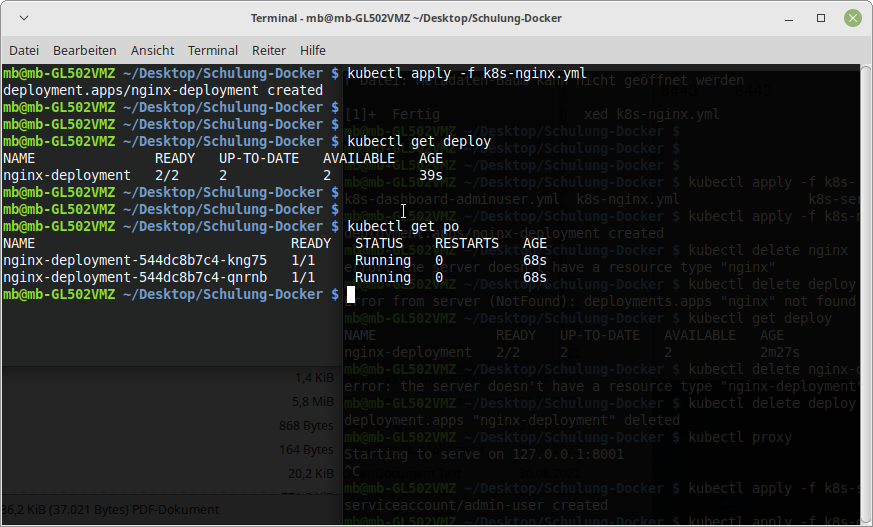 Terminal - mb@mb-GL502VMZ ~/Desktop/Schulung-Docker
Datei Bearbeiten Ansicht Terminal Reiter Hilfe
mb@mb-GL502VMZ ~/Desktop/Schulung-Docker $ kubectl apply -f k8s-nginx.yml
deployment.apps/nginx-deployment created
mb@mb-GL502VMZ ~/Desktop/Schulung-Docker $
mb@mb-GL502VMZ ~/Desktop/Schulung-Docker $
mb@mb-GL502VMZ ~/Desktop/Schulung-Docker $ kubectl get deploy
NAME READY UP-TO-DATE AVAILABLE AGE
nginx-deployment 2/2 2 2 39s
mb@mb-GL502VMZ ~/Desktop/Schulung-Docker $
mb@mb-GL502VMZ ~/Desktop/Schulung-Docker $
mb@mb-GL502VMZ ~/Desktop/Schulung-Docker $ kubectl get po
NAME READY STATUS RESTARTS AGE
nginx-deployment-544dc8b7c4-kng75 1/1 Running 0 68s
nginx-deployment-544dc8b7c4-qnrnb 1/1 Running 0 68s
mb@mb-GL502VMZ ~/Desktop/Schulung-Docker $
kann nicht geöffnet werden
[1]+ Fertig xed k8s-nginx.yml
mb@mb-GL502VMZ ~/Desktop/Schulung-Docker $
mb@mb-GL502VMZ ~/Desktop/Schulung-Docker $
mb@mb-GL502VMZ ~/Desktop/Schulung-Docker $
mb@mb-GL502VMZ ~/Desktop/Schulung-Docker $ kubectl apply -f k8s-
k8s-dashboard-adminuser.yml k8s-nginx.yml k8s-se
mb@mb-GL502VMZ ~/Desktop/Schulung-Docker $ kubectl apply -f k8s-n
deployment.apps/nginx-deployment created
mb@mb-GL502VMZ ~/Desktop/Schulung-Docker $ kubectl delete nginx
error: the server doesn't have a resource type "nginx"
mb@mb-GL502VMZ ~/Desktop/Schulung-Docker $ kubectl delete deploy
Error from server (NotFound): deployments.apps "nginx" not found
mb@mb-GL502VMZ ~/Desktop/Schulung-Docker $ kubectl get deploy
NAME READY UP-TO-DATE AVAILABLE AGE
nginx-deployment 2/2 2 2 2m27s
mb@mb-GL502VMZ ~/Desktop/Schulung-Docker $ kubectl delete nginx-d
error: the server doesn't have a resource type "nginx-deployment"
mb@mb-GL502VMZ ~/Desktop/Schulung-Docker $ kubectl delete deploy
deployment.apps "nginx-deployment" deleted
mb@mb-GL502VMZ ~/Desktop/Schulung-Docker $ kubectl proxy
Starting to serve on 127.0.0.1:8001
^C
mb@mb-GL502VMZ ~/Desktop/Schulung-Docker $ kubectl apply -f k8s-s
serviceaccount/admin-user created
1,4 KiB
5,8 MiB
868 Bytes
164 Bytes
20,2 KiB
36,2 KiB (37.021 Bytes) PDF-Dokument